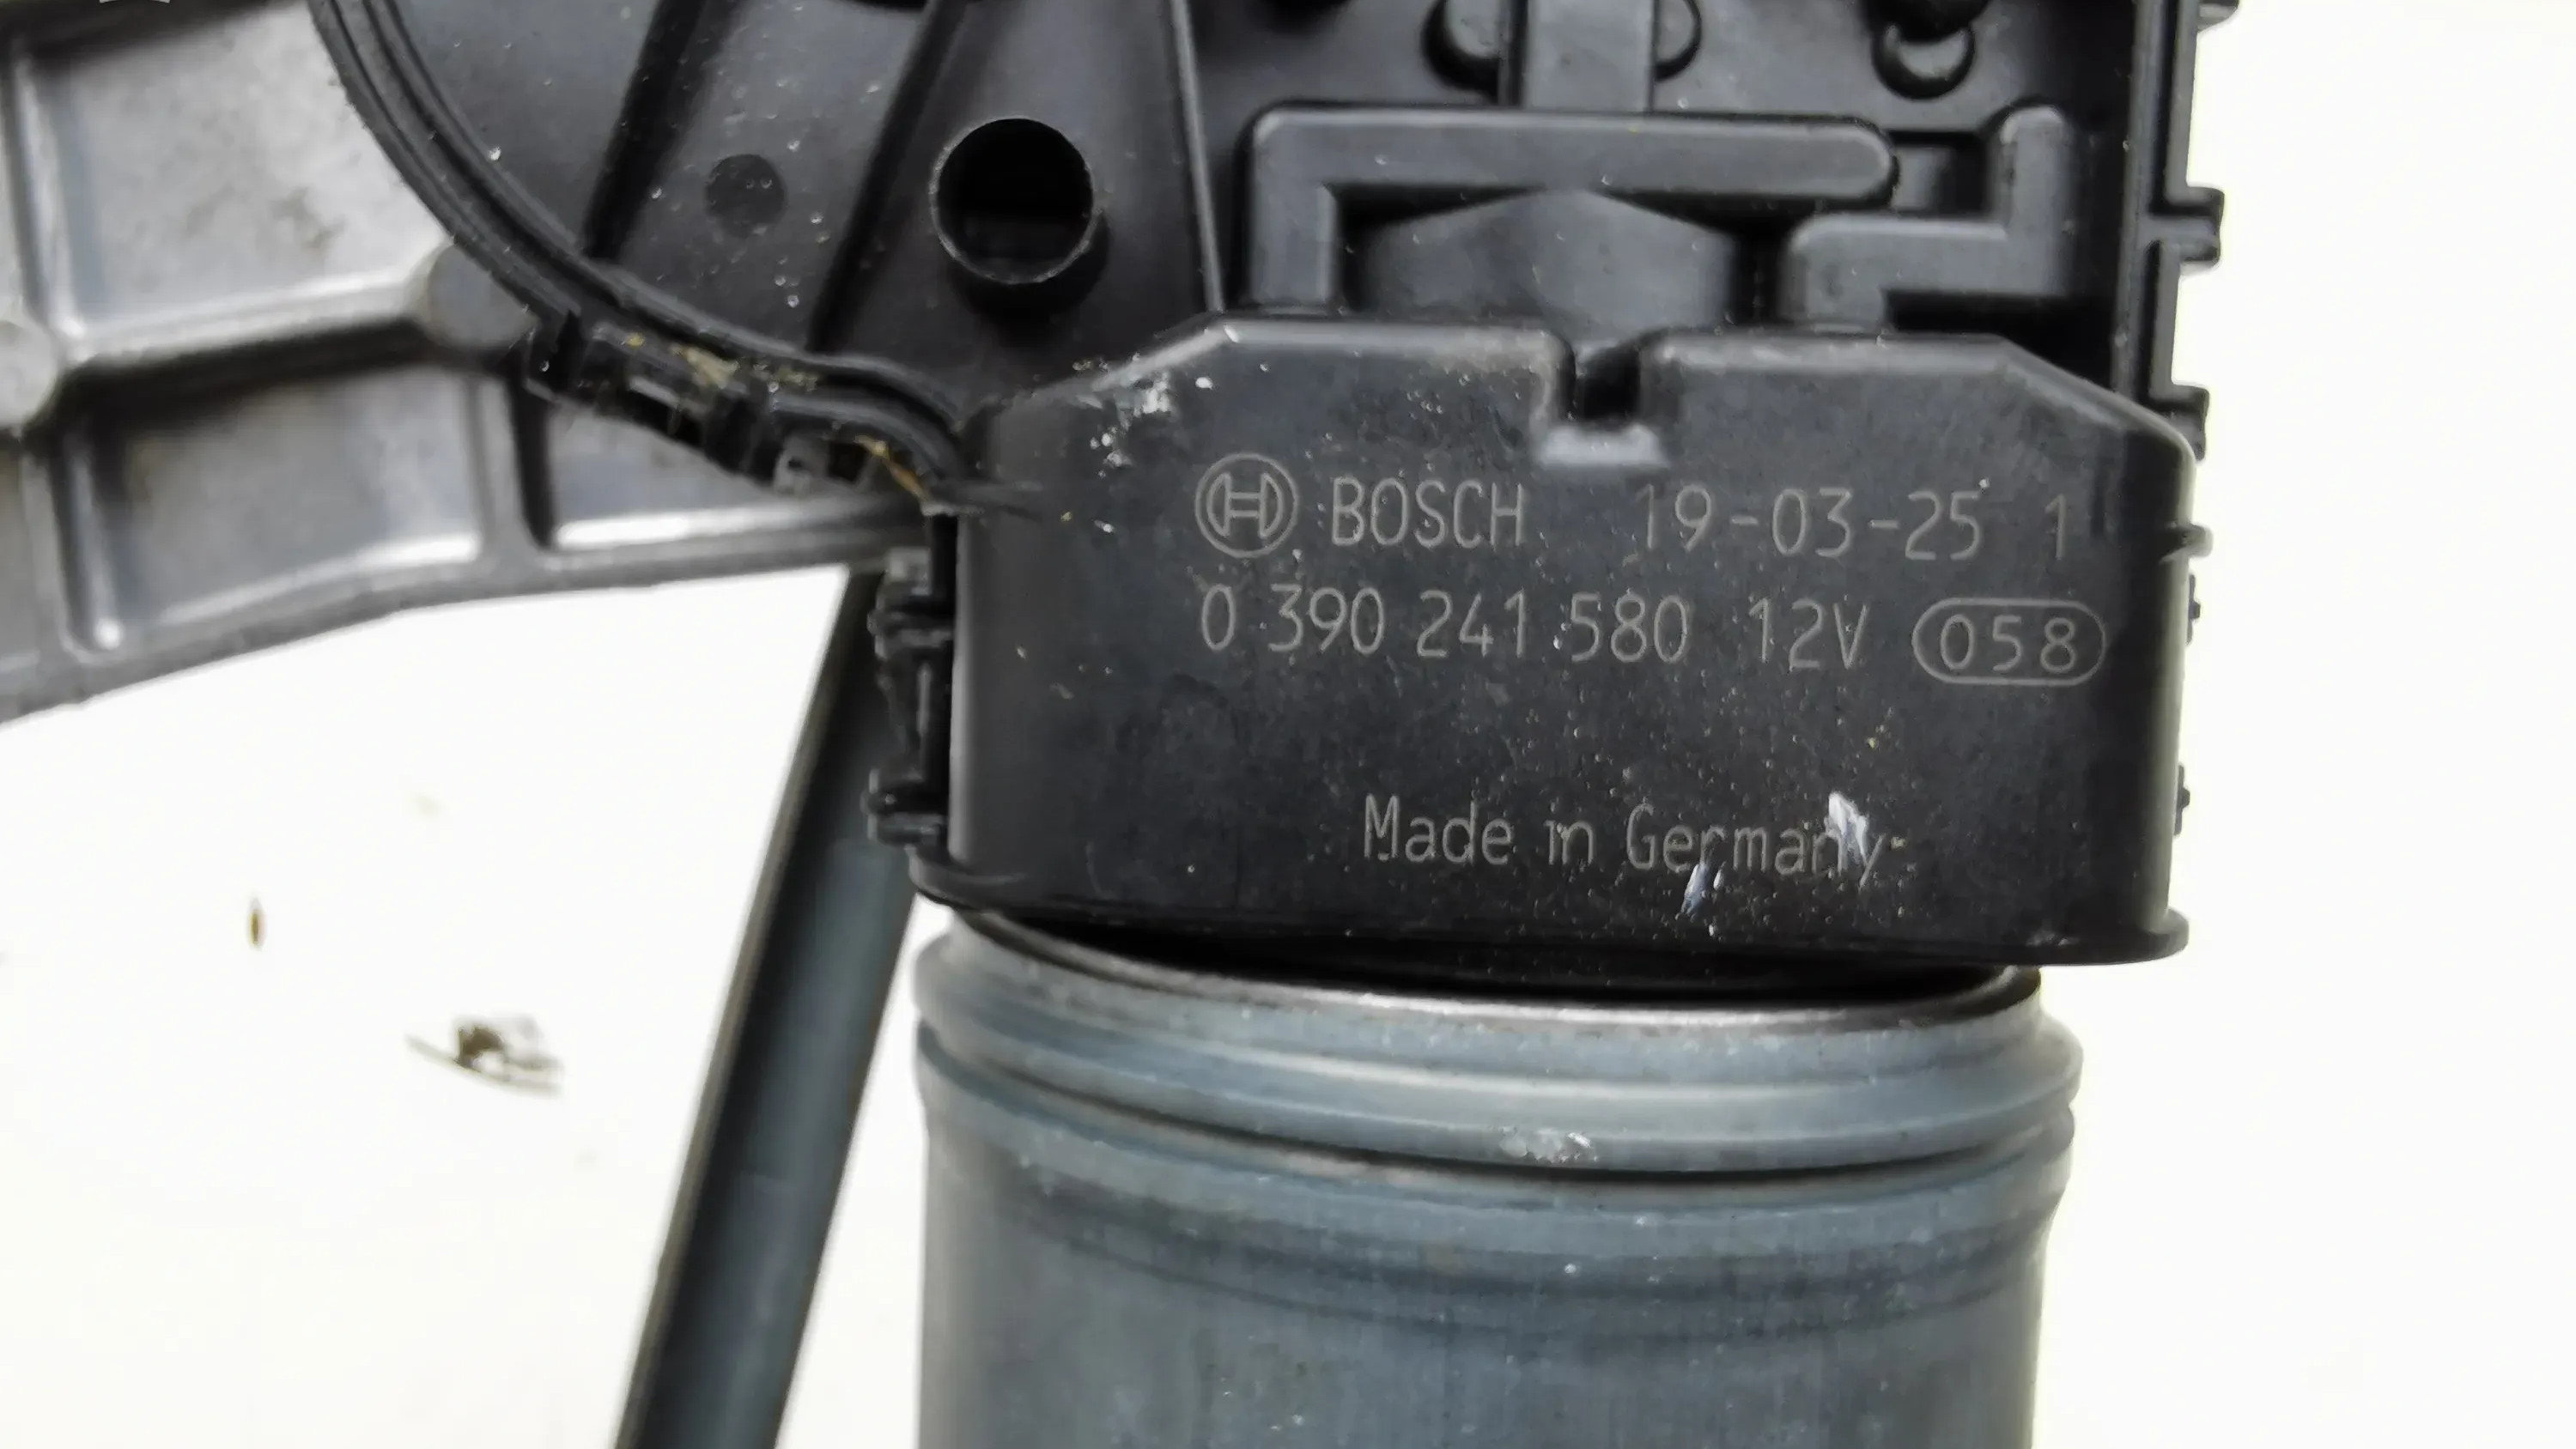 BOSCH 19-03-25 1
0 390 241 580 12V 058
Made in Germany